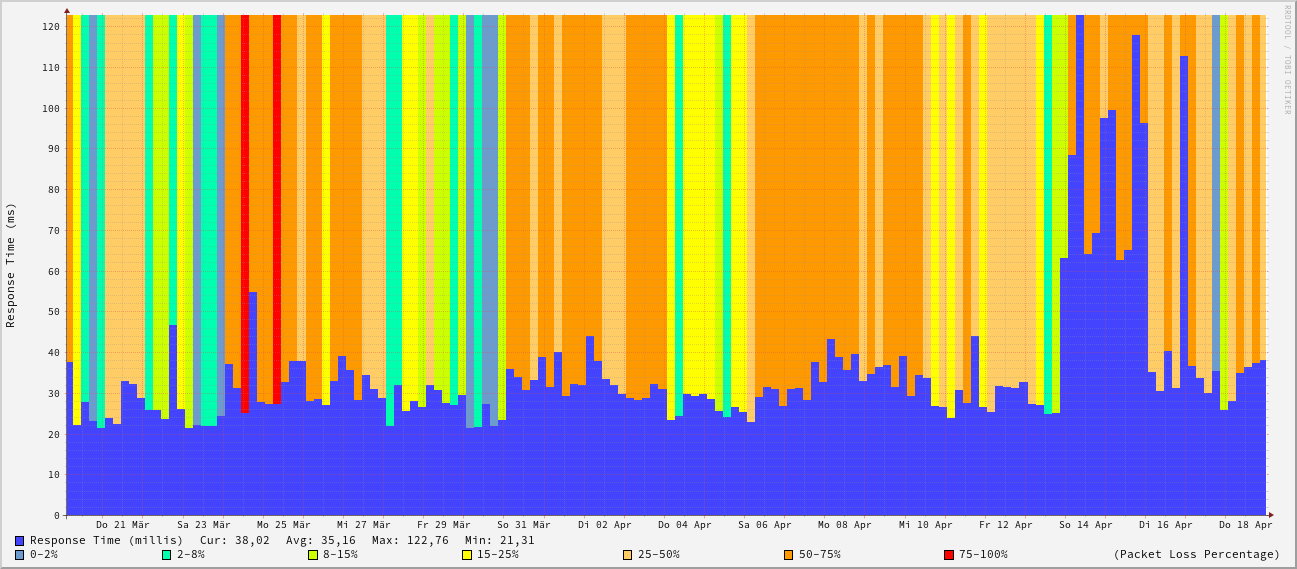 RRDTOOL / TOBI OETIKER
Response Time (ms)
120
110
100
90
80
70
60
50
40
30
20
10
0
Do 21 Mär Sa 23 Mär Mo 25 Mär Mi 27 Mär Fr 29 Mär So 31 Mär Di 02 Apr Do 04 Apr Sa 06 Apr Mo 08 Apr Mi 10 Apr Fr 12 Apr So 14 Apr Di 16 Apr Do 18 Apr
Response Time (millis) Cur: 38,02 Avg: 35,16 Max: 122,76 Min: 21,31
0-2% 2-8% 8-15% 15-25% 25-50% 50-75% 75-100% (Packet Loss Percentage)